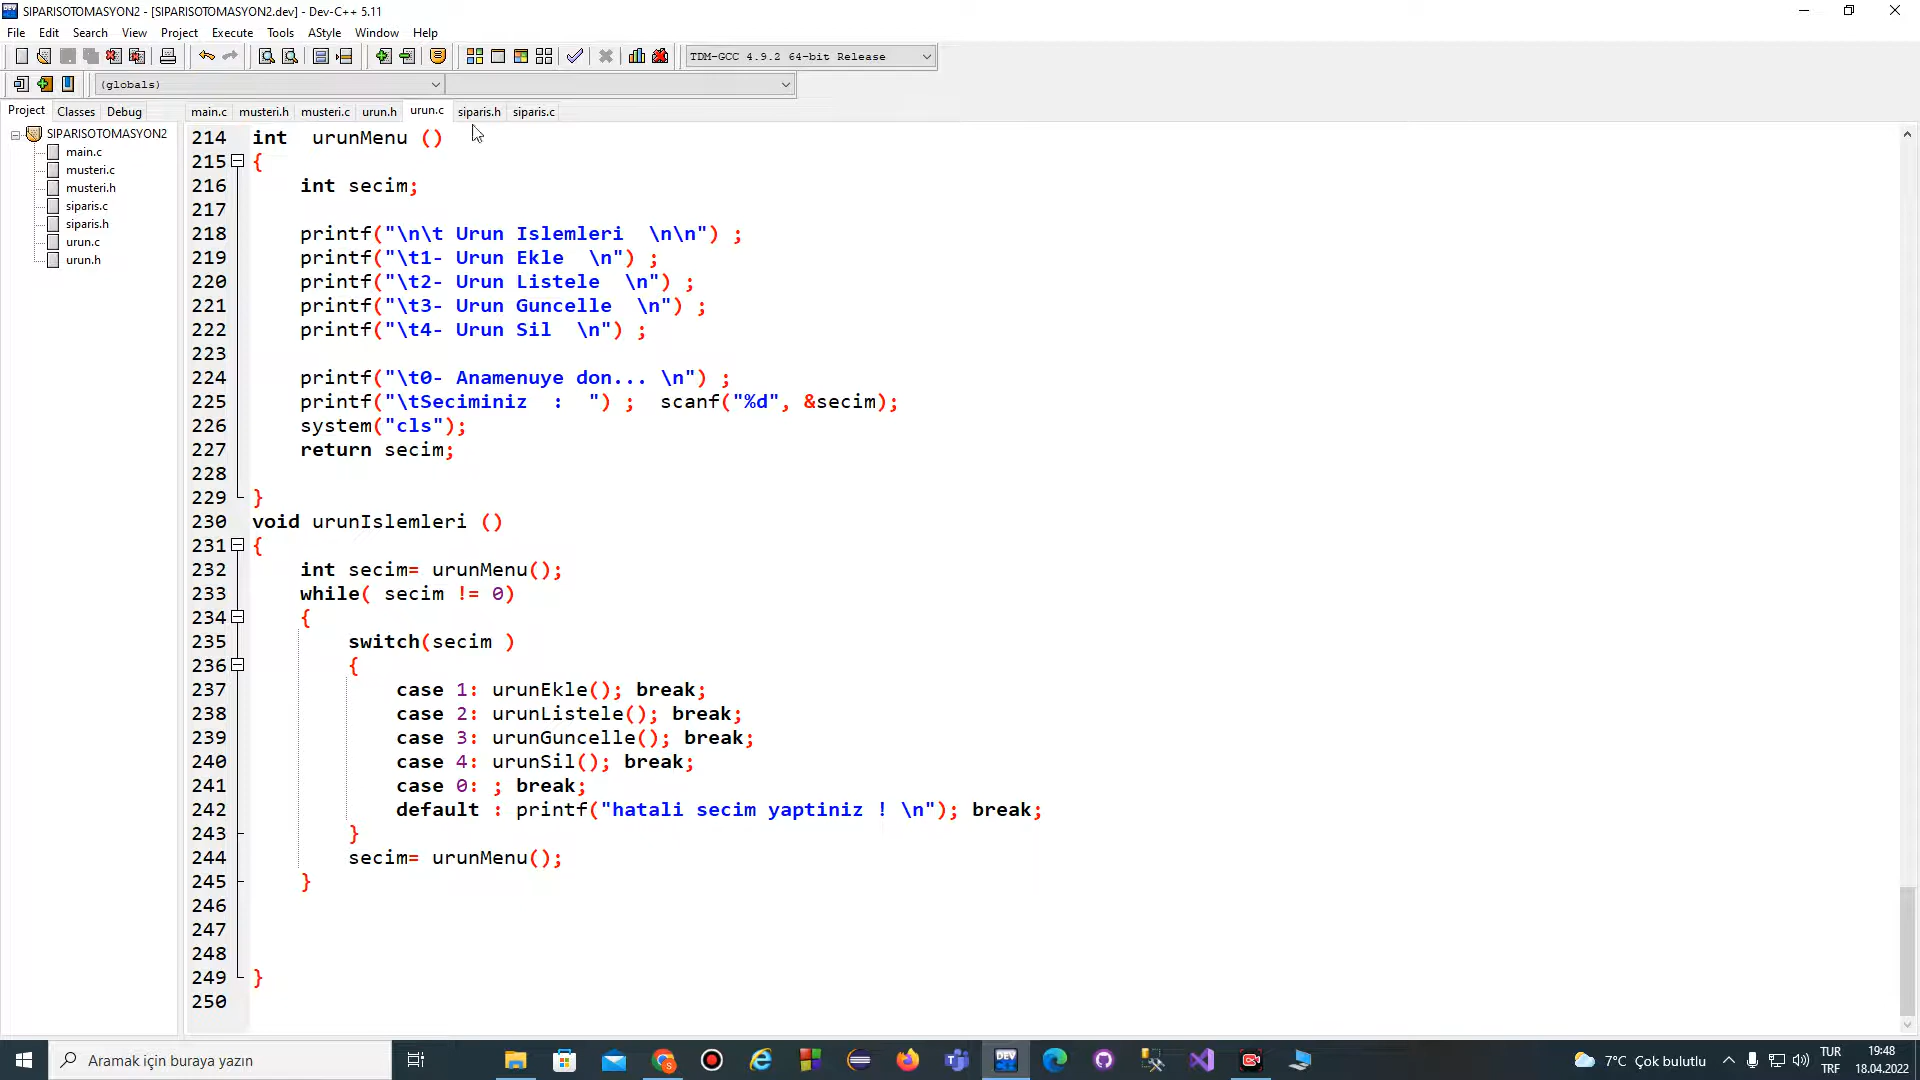 SIPARISOTOMASYON2 - [SIPARISOTOMASYON2.dev] - Dev-C++ 5.11
File Edit Search View Project Execute Tools AStyle Window Help
TDM-GCC 4.9.2 64-bit Release
(globals)
Project Classes Debug main.c musteri.h musteri.c urun.h urun.c siparis.h siparis.c
SIPARISOTOMASYON2
main.c
musteri.c
musteri.h
siparis.c
siparis.h
urun.c
urun.h
214 int  urunMenu ()
215 {
216     int secim;
217
218     printf("\n\t Urun Islemleri  \n\n") ;
219     printf("\t1- Urun Ekle  \n") ;
220     printf("\t2- Urun Listele  \n") ;
221     printf("\t3- Urun Guncelle  \n") ;
222     printf("\t4- Urun Sil  \n") ;
223
224     printf("\t0- Anamenuye don... \n") ;
225     printf("\tSeciminiz  :  ") ;  scanf("%d", &secim);
226     system("cls");
227     return secim;
228
229 }
230 void urunIslemleri ()
231 {
232     int secim= urunMenu();
233     while( secim != 0)
234     {
235         switch(secim )
236         {
237             case 1: urunEkle(); break;
238             case 2: urunListele(); break;
239             case 3: urunGuncelle(); break;
240             case 4: urunSil(); break;
241             case 0: ; break;
242             default : printf("hatali secim yaptiniz ! \n"); break;
243         }
244         secim= urunMenu();
245     }
246
247
248
249 }
250
Aramak için buraya yazın
7°C Çok bulutlu
TUR
TRF
19:48
18.04.2022